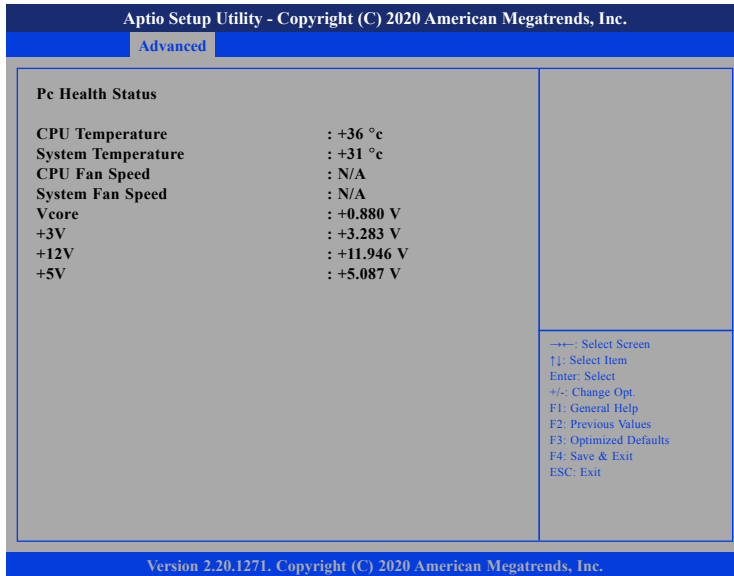 Aptio Setup Utility - Copyright (C) 2020 American Megatrends, Inc.
Advanced
Pc Health Status
CPU Temperature : +36 °c
System Temperature : +31 °c
CPU Fan Speed : N/A
System Fan Speed : N/A
Vcore : +0.880 V
+3V : +3.283 V
+12V : +11.946 V
+5V : +5.087 V
→←: Select Screen
↑↓: Select Item
Enter: Select
+/-: Change Opt.
F1: General Help
F2: Previous Values
F3: Optimized Defaults
F4: Save & Exit
ESC: Exit
Version 2.20.1271. Copyright (C) 2020 American Megatrends, Inc.